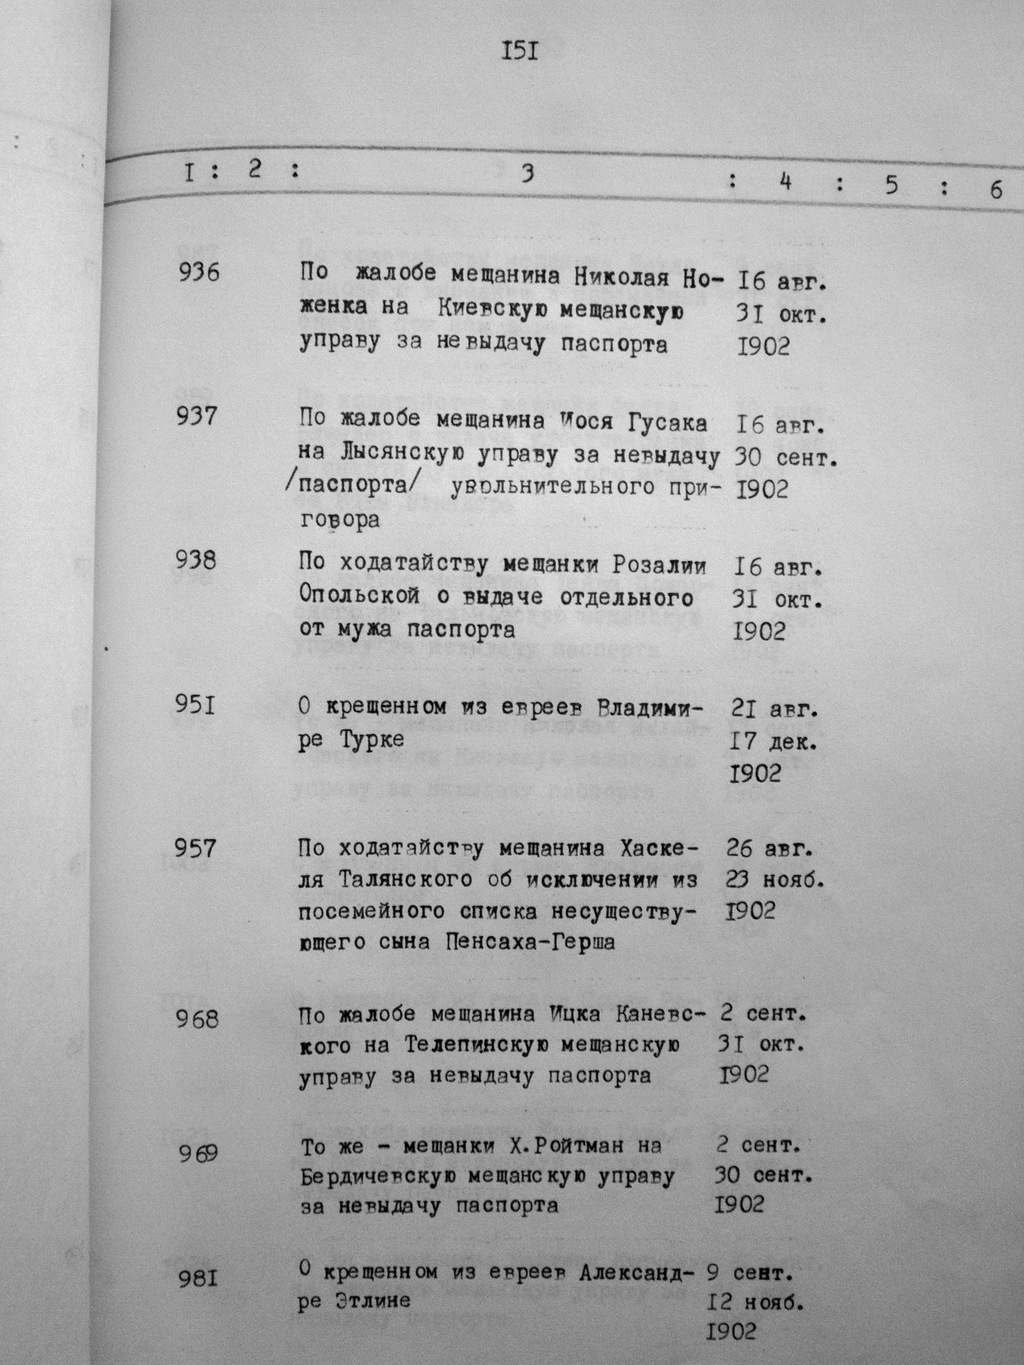 I5I
I : 2 : 3 : 4 : 5 : 6
936 По жалобе мещанина Николая Но- I6 авг.
женка на Киевскую мещанскую 3I окт.
управу за невыдачу паспорта I902
937 По жалобе мещанина Иося Гусака I6 авг.
на Лысянскую управу за невыдачу 30 сент.
/паспорта/ увольнительного при- I902
говора
938 По ходатайству мещанки Розалии I6 авг.
Опольской о выдаче отдельного 3I окт.
от мужа паспорта I902
95I О крещенном из евреев Владими- 2I авг.
ре Турке I7 дек.
I902
957 По ходатайству мещанина Хаске- 26 авг.
ля Талянского об исключении из 23 нояб.
посемейного списка несуществу- I902
ющего сына Пенсаха-Герша
968 По жалобе мещанина Ицка Каневс- 2 сент.
кого на Телепинскую мещанскую 3I окт.
управу за невыдачу паспорта I902
969 То же - мещанки Х.Ройтман на 2 сент.
Бердичевскую мещанскую управу 30 сент.
за невыдачу паспорта I902
98I О крещенном из евреев Александ- 9 сент.
ре Этлине I2 нояб.
I902